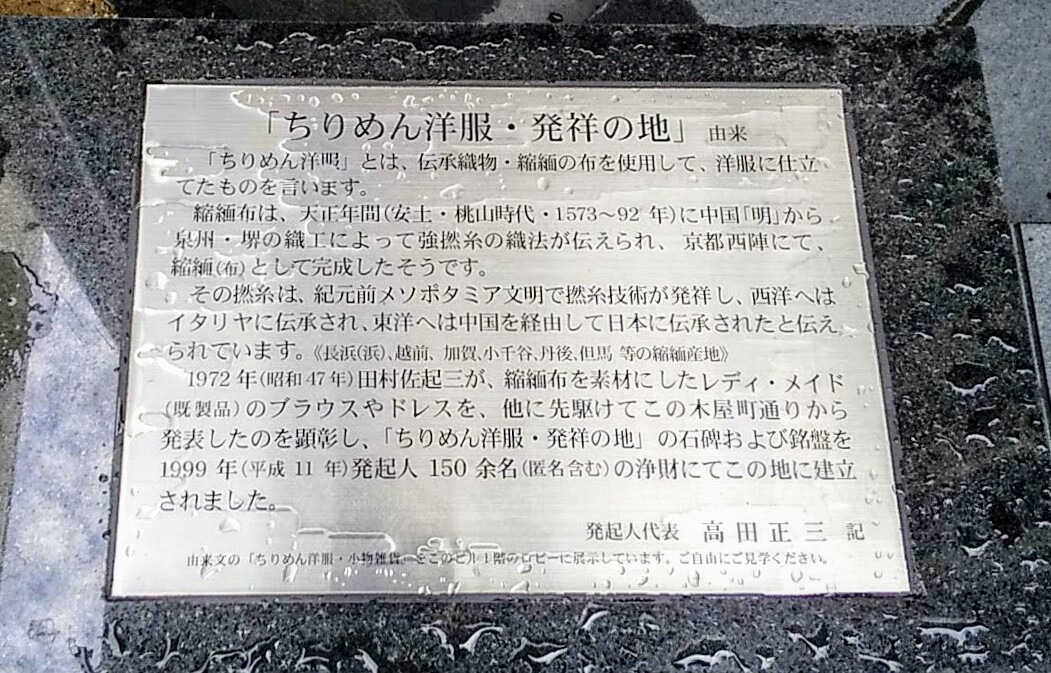 「ちりめん洋服・発祥の地」 由来
「ちりめん洋服」とは、伝承織物・縮緬の布を使用して、洋服に仕立
てたものを言います。
縮緬布は、天正年間(安土・桃山時代・1573～92 年)に中国「明」から
泉州・堺の織工によって強撚糸の織法が伝えられ、京都西陣にて、
縮緬(布)として完成したそうです。
その撚糸は、紀元前メソポタミア文明で撚糸技術が発祥し、西洋へは
イタリヤに伝承され、東洋へは中国を経由して日本に伝承されたと伝え
られています。《長浜(浜)、越前、加賀、小千谷、丹後、但馬 等の縮緬産地》
1972 年(昭和 47 年)田村佐起三が、縮緬布を素材にしたレディ・メイド
(既製品)のブラウスやドレスを、他に先駆けてこの木屋町通りから
発表したのを顕彰し、「ちりめん洋服・発祥の地」の石碑および銘盤を
1999 年(平成 11 年)発起人 150 余名(匿名含む)の浄財にてこの地に建立
されました。
発起人代表 高田正三 記
由来文の「ちりめん洋服・小物雑貨」をこのビル1階のロビーに展示しています。ご自由にご見学ください。